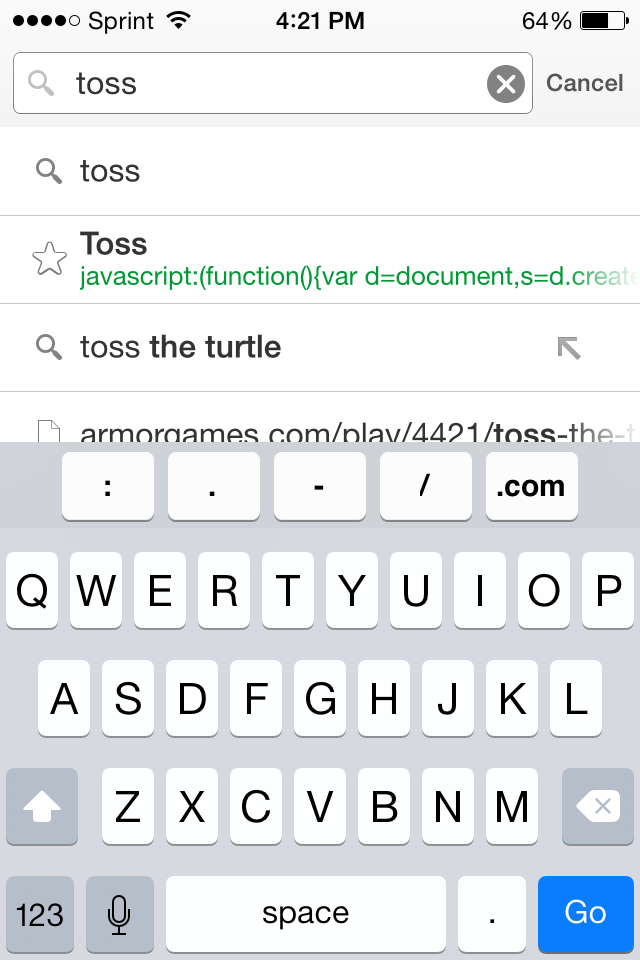 Sprint 4:21 PM 64%
toss Cancel
toss
Toss
javascript:(function(){var d=document,s=d.create
toss the turtle
armorgames.com/play/4421/toss-the-t
: . - / .com
Q W E R T Y U I O P
A S D F G H J K L
Z X C V B N M
123 space . Go